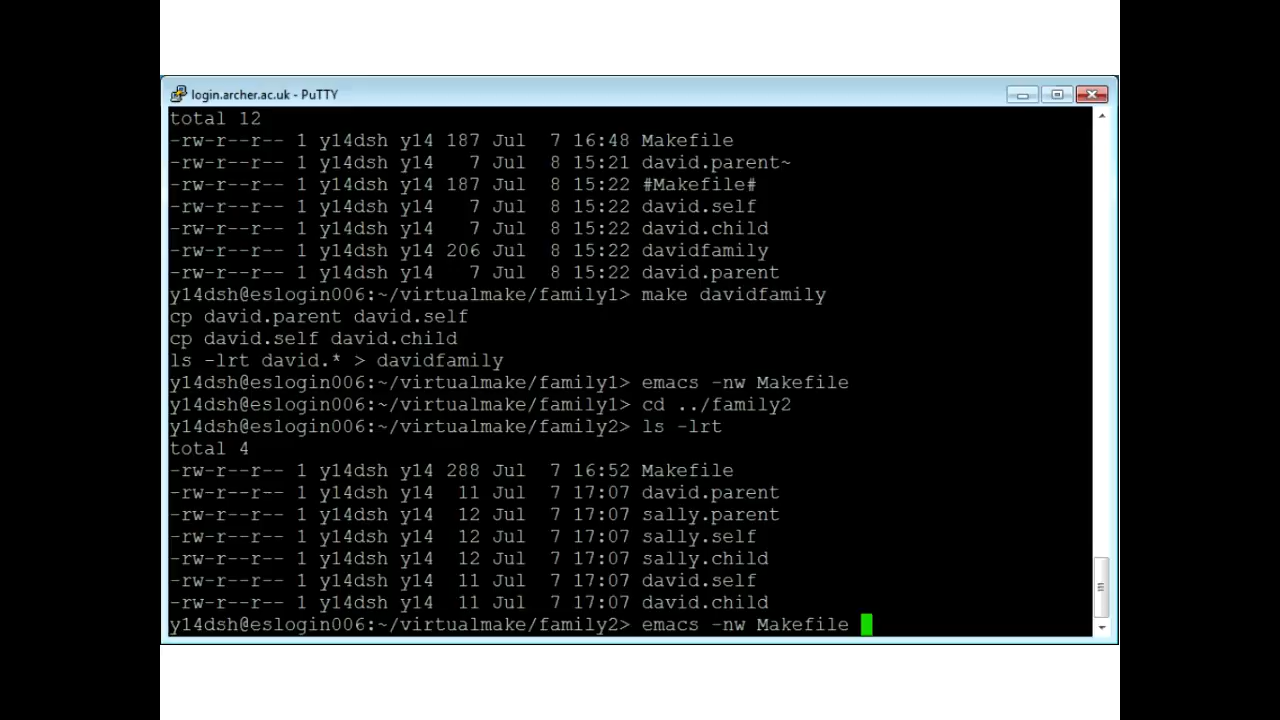 login.archer.ac.uk - PuTTY
total 12
-rw-r--r-- 1 y14dsh y14 187 Jul  7 16:48 Makefile
-rw-r--r-- 1 y14dsh y14   7 Jul  8 15:21 david.parent~
-rw-r--r-- 1 y14dsh y14 187 Jul  8 15:22 #Makefile#
-rw-r--r-- 1 y14dsh y14   7 Jul  8 15:22 david.self
-rw-r--r-- 1 y14dsh y14   7 Jul  8 15:22 david.child
-rw-r--r-- 1 y14dsh y14 206 Jul  8 15:22 davidfamily
-rw-r--r-- 1 y14dsh y14   7 Jul  8 15:22 david.parent
y14dsh@eslogin006:~/virtualmake/family1> make davidfamily
cp david.parent david.self
cp david.self david.child
ls -lrt david.* > davidfamily
y14dsh@eslogin006:~/virtualmake/family1> emacs -nw Makefile
y14dsh@eslogin006:~/virtualmake/family1> cd ../family2
y14dsh@eslogin006:~/virtualmake/family2> ls -lrt
total 4
-rw-r--r-- 1 y14dsh y14 288 Jul  7 16:52 Makefile
-rw-r--r-- 1 y14dsh y14  11 Jul  7 17:07 david.parent
-rw-r--r-- 1 y14dsh y14  12 Jul  7 17:07 sally.parent
-rw-r--r-- 1 y14dsh y14  12 Jul  7 17:07 sally.self
-rw-r--r-- 1 y14dsh y14  12 Jul  7 17:07 sally.child
-rw-r--r-- 1 y14dsh y14  11 Jul  7 17:07 david.self
-rw-r--r-- 1 y14dsh y14  11 Jul  7 17:07 david.child
y14dsh@eslogin006:~/virtualmake/family2> emacs -nw Makefile